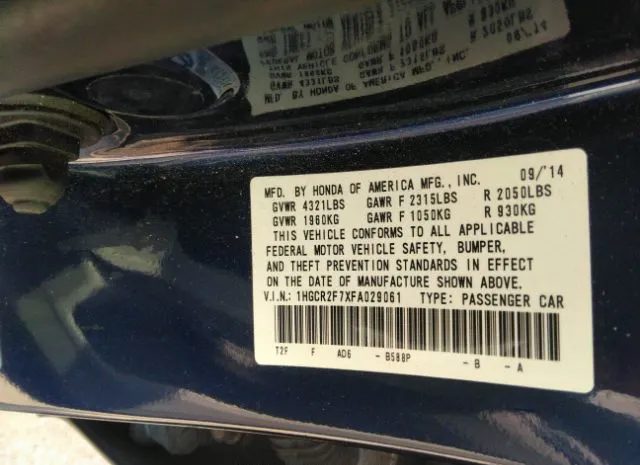 MFD. BY HONDA OF AMERICA MFG., INC. 09/'14
GVWR 4321LBS GAWR F 2315LBS R 2050LBS
GVWR 1960KG GAWR F 1050KG R 930KG
THIS VEHICLE CONFORMS TO ALL APPLICABLE
FEDERAL MOTOR VEHICLE SAFETY, BUMPER,
AND THEFT PREVENTION STANDARDS IN EFFECT
ON THE DATE OF MANUFACTURE SHOWN ABOVE.
V.I.N.: 1HGCR2F7XFA029061 TYPE: PASSENGER CAR
T2F F AD6 - B588P - B - A